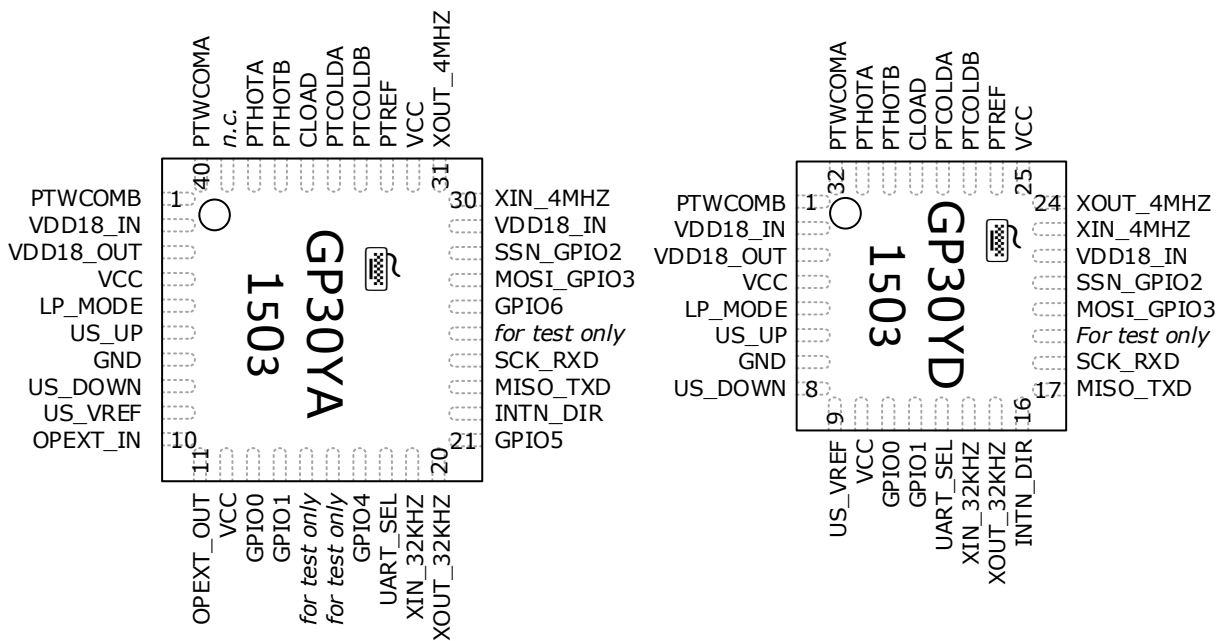 PTWCOMA
n.c.
PTHOTA
PTHOTB
CLOAD
PTCOLDA
PTCOLDB
PTREF
VCC
XOUT_4MHZ
40
31
PTWCOMB
VDD18_IN
VDD18_OUT
VCC
LP_MODE
US_UP
GND
US_DOWN
US_VREF
OPEXT_IN
1
10
GP30YA
1503
30
21
XIN_4MHZ
VDD18_IN
SSN_GPIO2
MOSI_GPIO3
GPIO6
for test only
SCK_RXD
MISO_TXD
INTN_DIR
GPIO5
11
20
OPEXT_OUT
VCC
GPIO0
GPIO1
for test only
for test only
GPIO4
UART_SEL
XIN_32KHZ
XOUT_32KHZ
PTWCOMA
PTHOTA
PTHOTB
CLOAD
PTCOLDA
PTCOLDB
PTREF
VCC
32
25
PTWCOMB
VDD18_IN
VDD18_OUT
VCC
LP_MODE
US_UP
GND
US_DOWN
1
8
GP30YD
1503
24
17
XOUT_4MHZ
XIN_4MHZ
VDD18_IN
SSN_GPIO2
MOSI_GPIO3
For test only
SCK_RXD
MISO_TXD
9
16
US_VREF
VCC
GPIO0
GPIO1
UART_SEL
XIN_32KHZ
XOUT_32KHZ
INTN_DIR